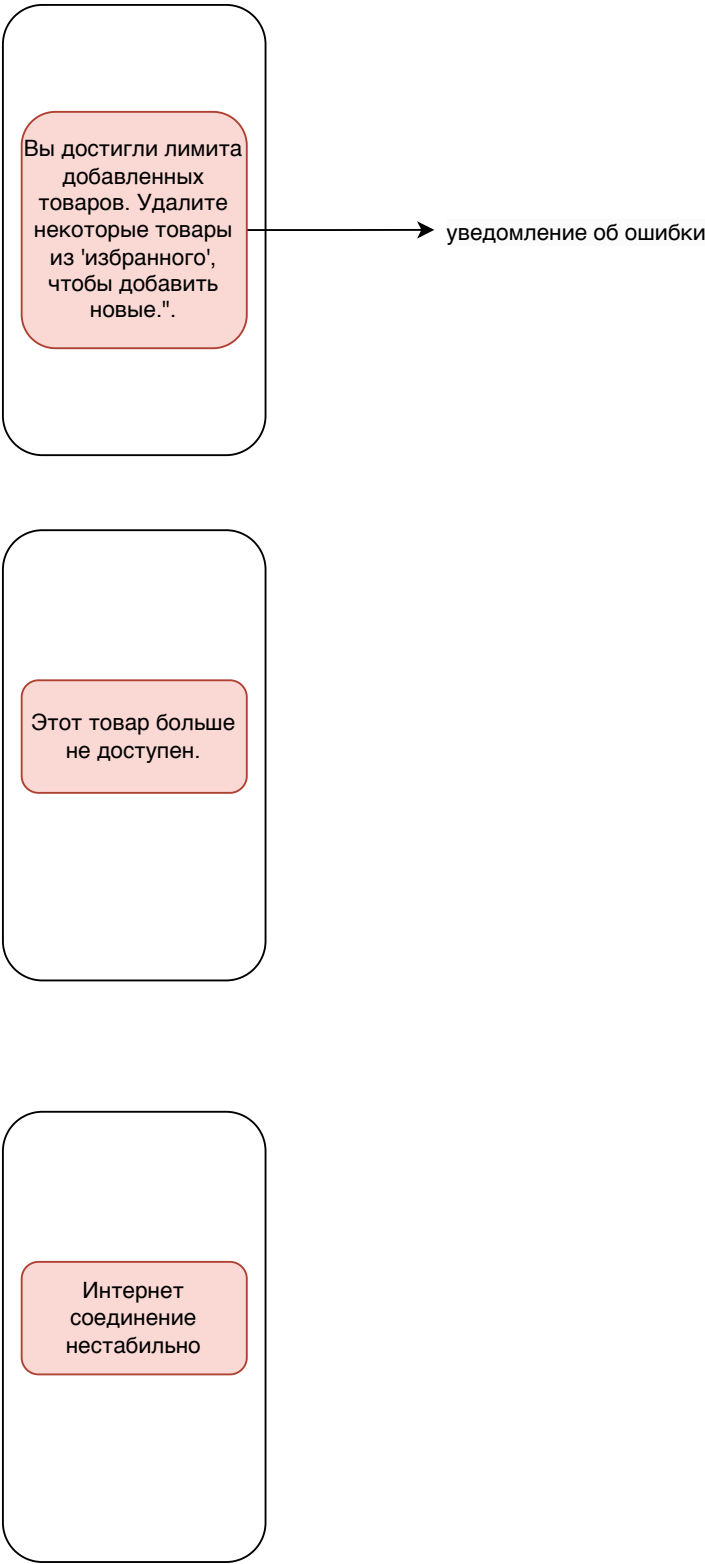 Вы достигли лимита
добавленных
товаров. Удалите
некоторые товары
из 'избранного',
чтобы добавить
новые.".
уведомление об ошибки
Этот товар больше
не доступен.
Интернет
соединение
нестабильно